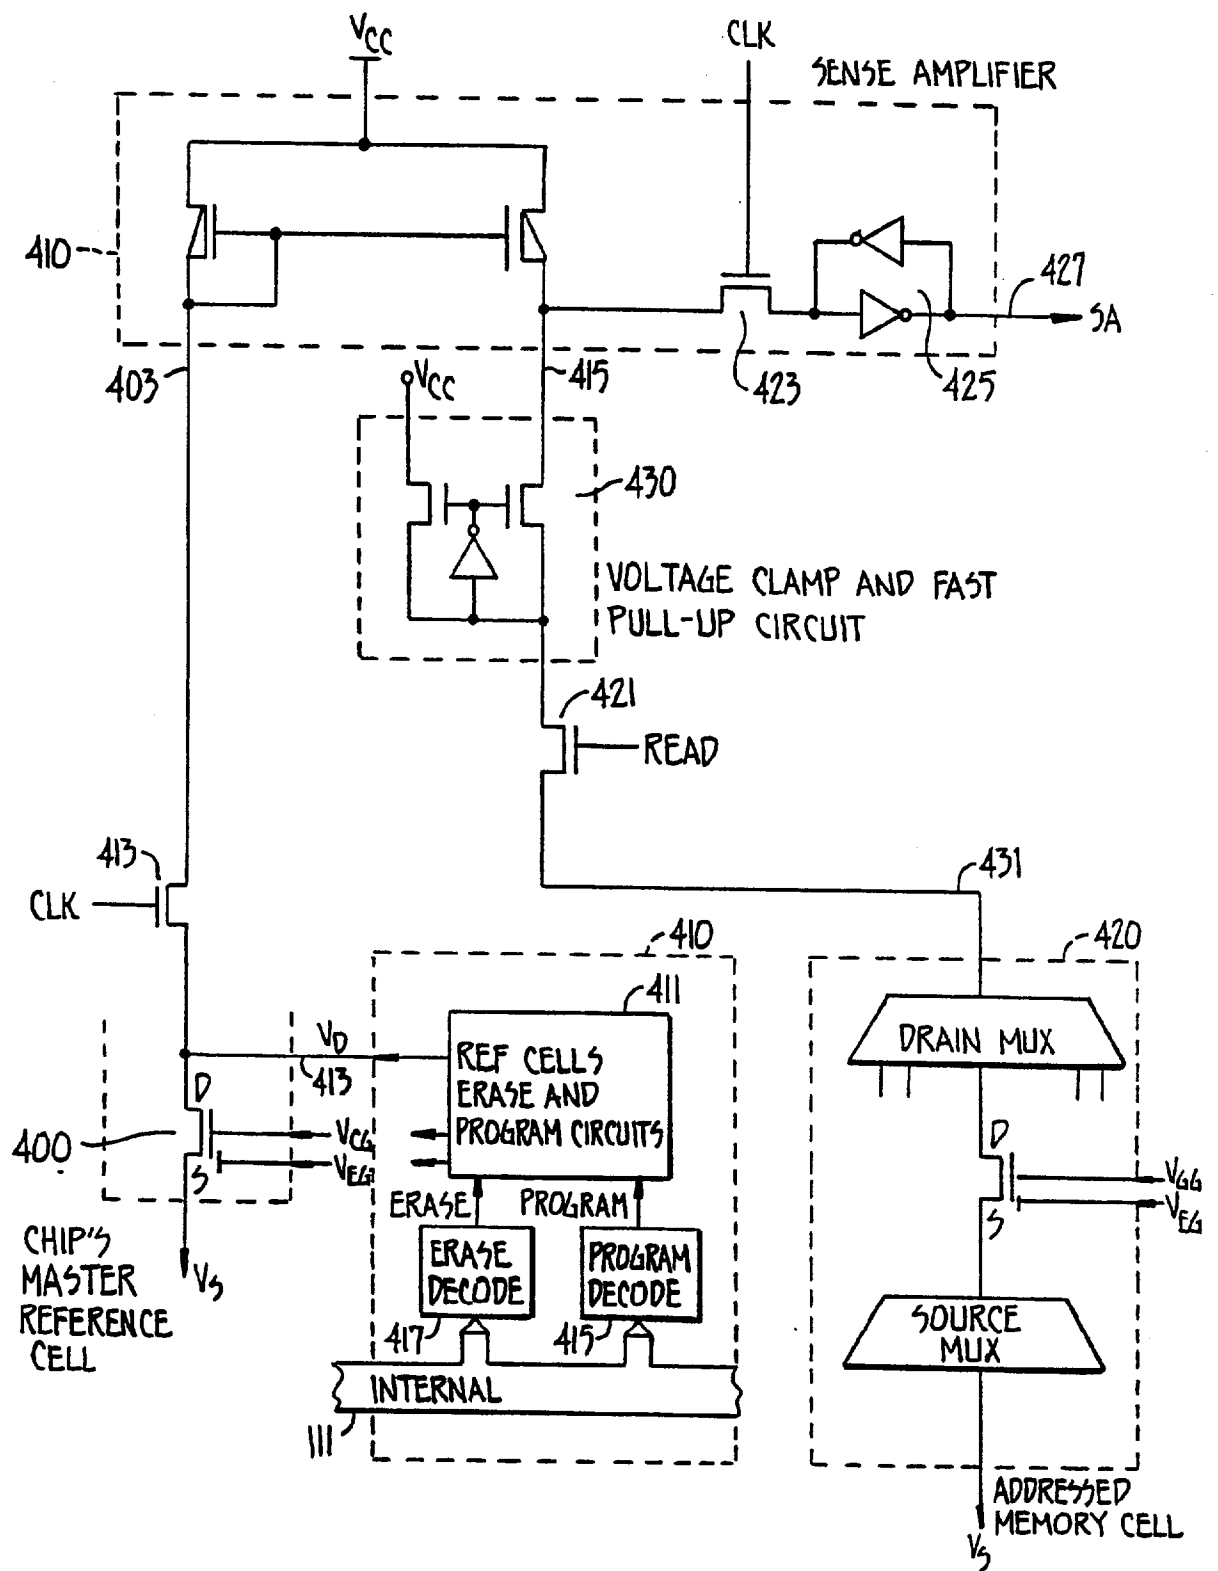 VCC
CLK
SENSE AMPLIFIER
410
427
SA
403
VCC
415
423
425
430
VOLTAGE CLAMP AND FAST
PULL-UP CIRCUIT
421
READ
413
CLK
431
410
420
411
VD
413
REF CELLS
ERASE AND
PROGRAM CIRCUITS
DRAIN MUX
D
400
VCG
VEG
S
D
VGG
VEG
S
ERASE
PROGRAM
CHIP'S
MASTER
REFERENCE
CELL
VS
ERASE
DECODE
PROGRAM
DECODE
417
415
SOURCE
MUX
INTERNAL
111
ADDRESSED
MEMORY CELL
VS